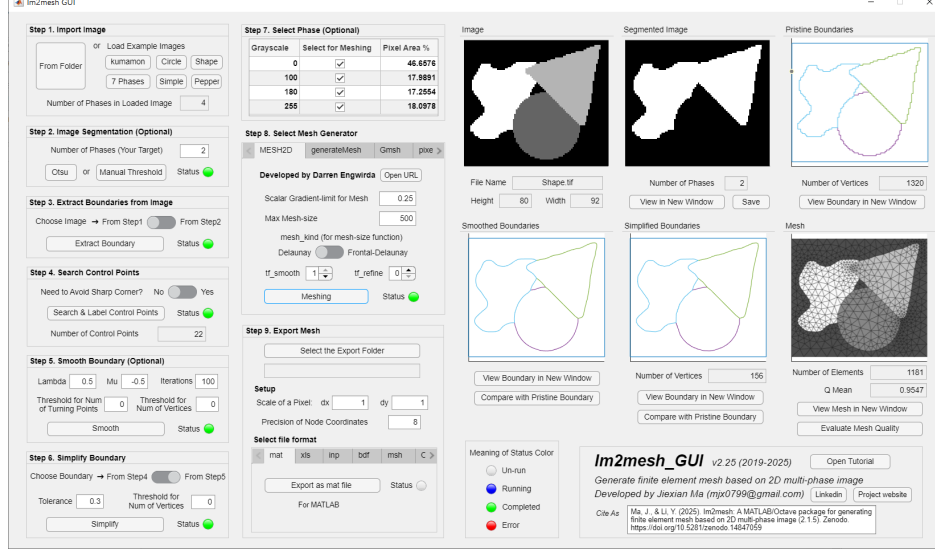 Im2mesh GUI
Step 1. Import Image
From Folder
or Load Example Images
kumamon Circle Shape
7 Phases Simple Pepper
Number of Phases in Loaded Image 4
Step 2. Image Segmentation (Optional)
Number of Phases (Your Target) 2
Otsu or Manual Threshold Status
Step 3. Extract Boundaries from Image
Choose Image → From Step1 From Step2
Extract Boundary Status
Step 4. Search Control Points
Need to Avoid Sharp Corner? No Yes
Search & Label Control Points Status
Number of Control Points 22
Step 5. Smooth Boundary (Optional)
Lambda 0.5 Mu -0.5 Iterations 100
Threshold for Num of Turning Points 0 Threshold for Num of Vertices 0
Smooth Status
Step 6. Simplify Boundary
Choose Boundary → From Step4 From Step5
Tolerance 0.3 Threshold for Num of Vertices 0
Simplify Status
Step 7. Select Phase (Optional)
Grayscale Select for Meshing Pixel Area %
0 46.6576
100 17.9891
180 17.2554
255 18.0978
Step 8. Select Mesh Generator
MESH2D generateMesh Gmsh pixe
Developed by Darren Engwirda Open URL
Scalar Gradient-limit for Mesh 0.25
Max Mesh-size 500
mesh_kind (for mesh-size function)
Delaunay Frontal-Delaunay
tf_smooth 1 tf_refine 0
Meshing Status
Step 9. Export Mesh
Select the Export Folder
Setup
Scale of a Pixel: dx 1 dy 1
Precision of Node Coordinates 8
Select file format
mat xls inp bdf msh
Export as mat file Status
For MATLAB
Image
File Name Shape.tif
Height 80 Width 92
Segmented Image
Number of Phases 2
View in New Window Save
Pristine Boundaries
Number of Vertices 1320
View Boundary in New Window
Smoothed Boundaries
View Boundary in New Window
Compare with Pristine Boundary
Simplified Boundaries
Number of Vertices 156
View Boundary in New Window
Compare with Pristine Boundary
Mesh
Number of Elements 1181
Q Mean 0.9547
View Mesh in New Window
Evaluate Mesh Quality
Meaning of Status Color
Un-run
Running
Completed
Error
Im2mesh_GUI v2.25 (2019-2025) Open Tutorial
Generate finite element mesh based on 2D multi-phase image
Developed by Jiexian Ma (mjx0799@gmail.com) Linkedin Project website
Cite As Ma, J., & Li, Y. (2025). Im2mesh: A MATLAB/Octave package for generating
finite element mesh based on 2D multi-phase image (2.1.5). Zenodo.
https://doi.org/10.5281/zenodo.14847059